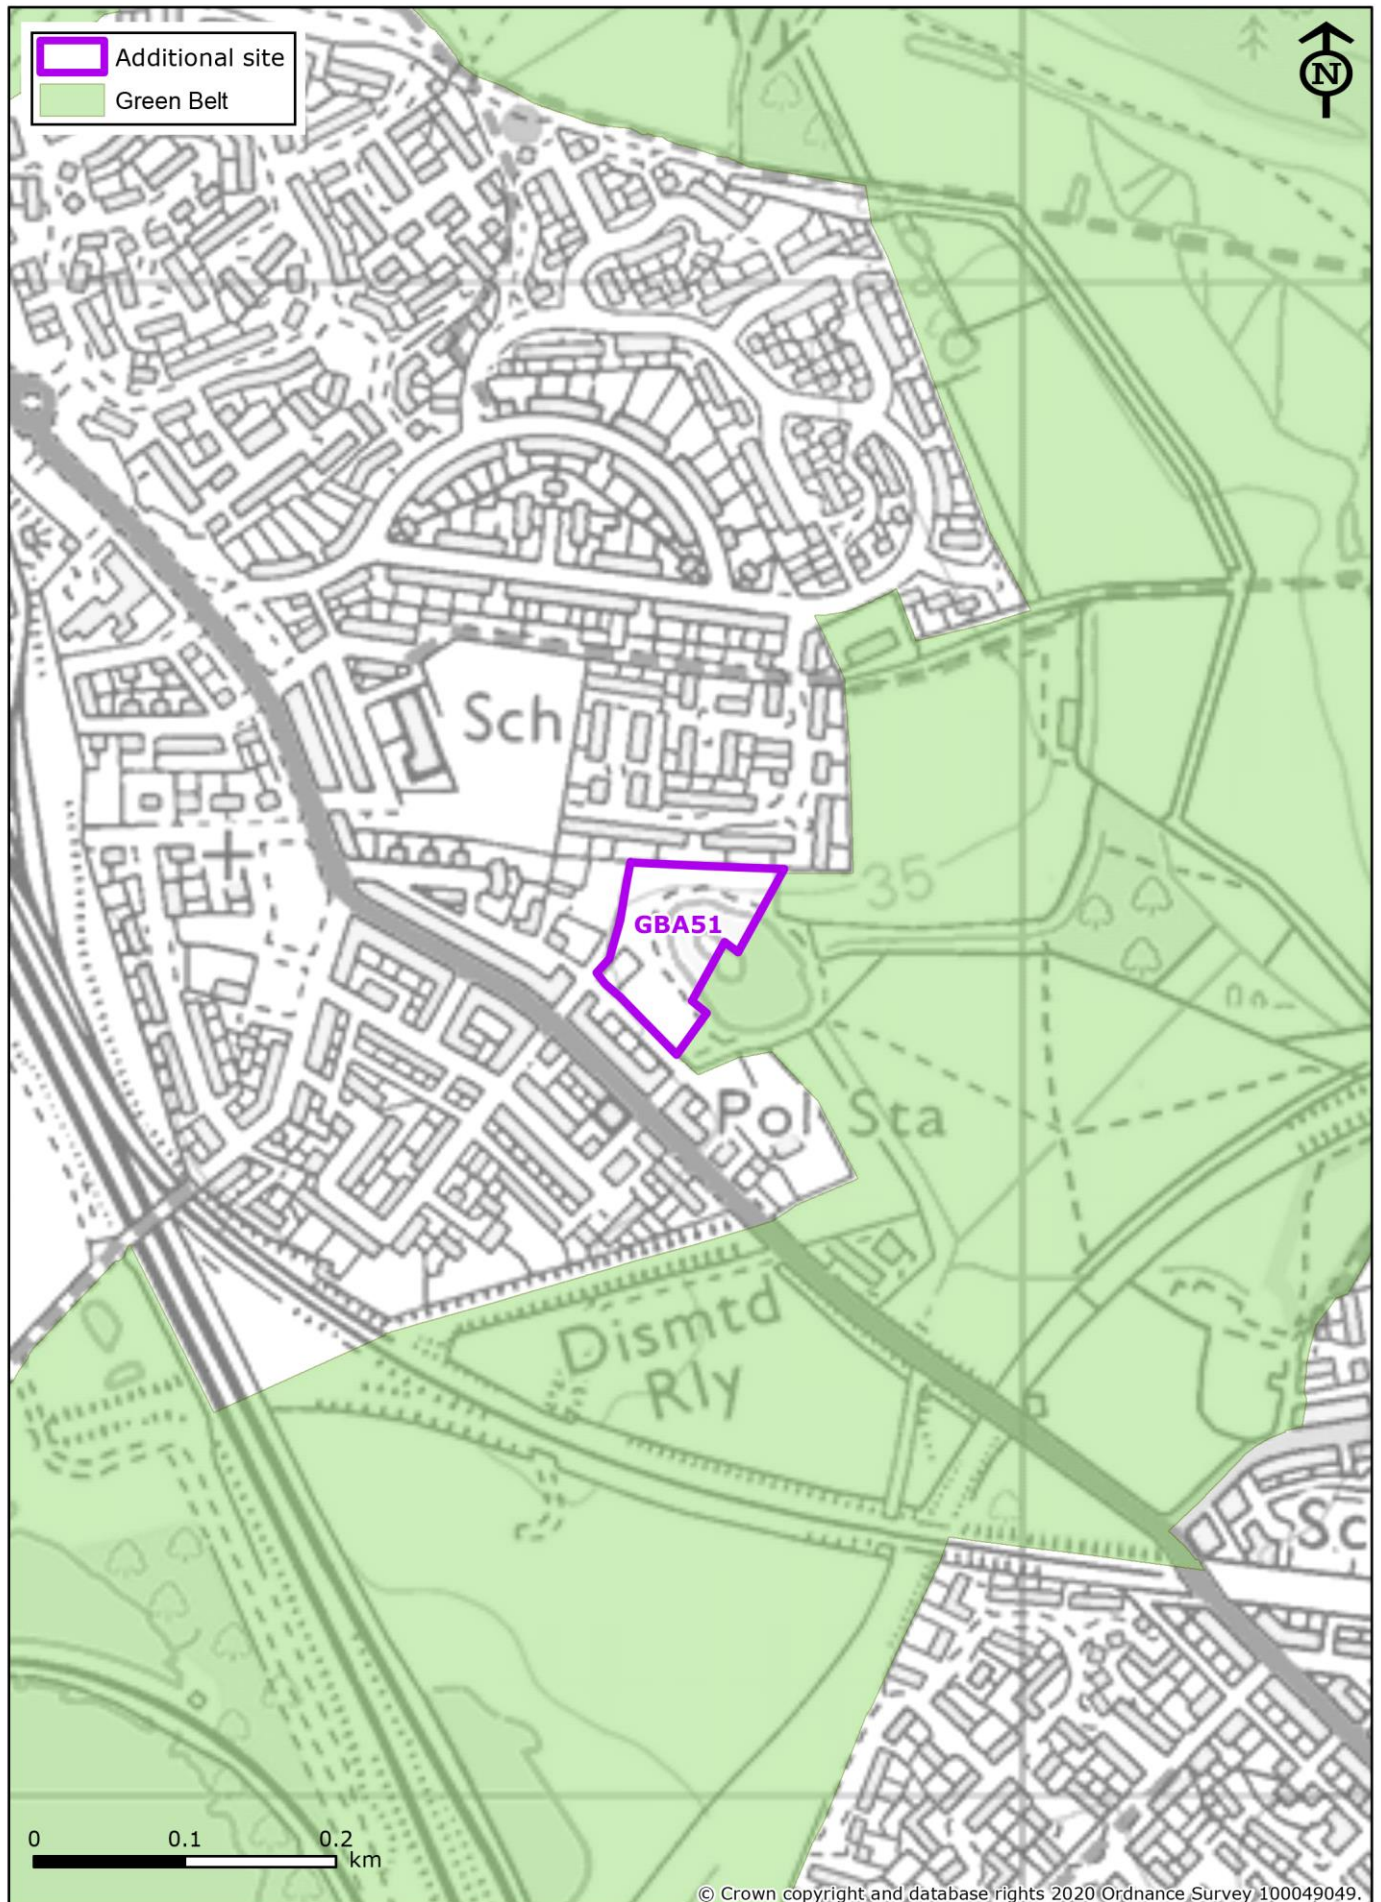 Additional site
Green Belt
N
Sch
35
GBA51
Pol Sta
Dismtd
Rly
Sc
0 0.1 0.2
km
© Crown copyright and database rights 2020 Ordnance Survey 100049049.